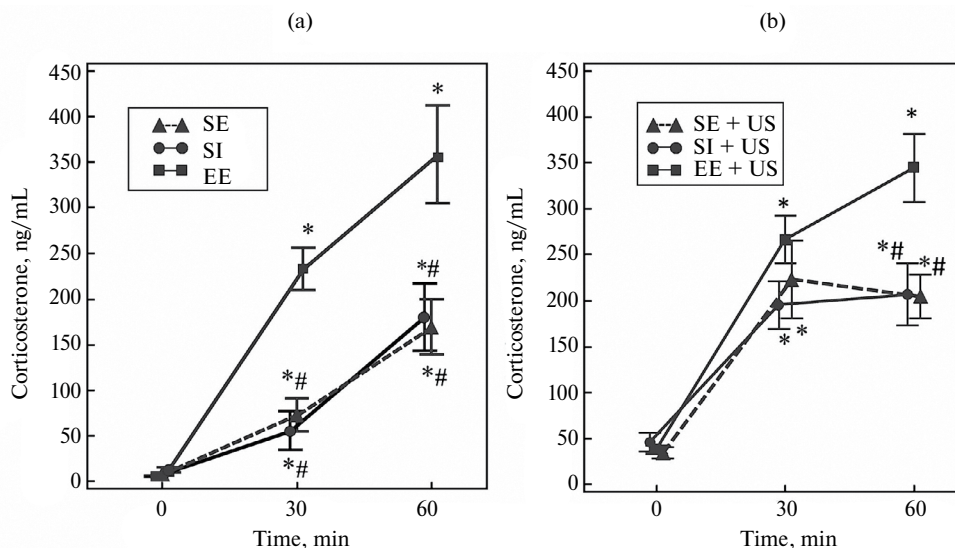 (a)
(b)
Corticosterone, ng/mL
450
400
350
300
250
200
150
100
50
0
SE
SI
EE
*
*
*#
*#
*#
*#
0 30 60
Time, min
Corticosterone, ng/mL
450
400
350
300
250
200
150
100
50
0
SE + US
SI + US
EE + US
*
*
*#
*#
* *
0 30 60
Time, min